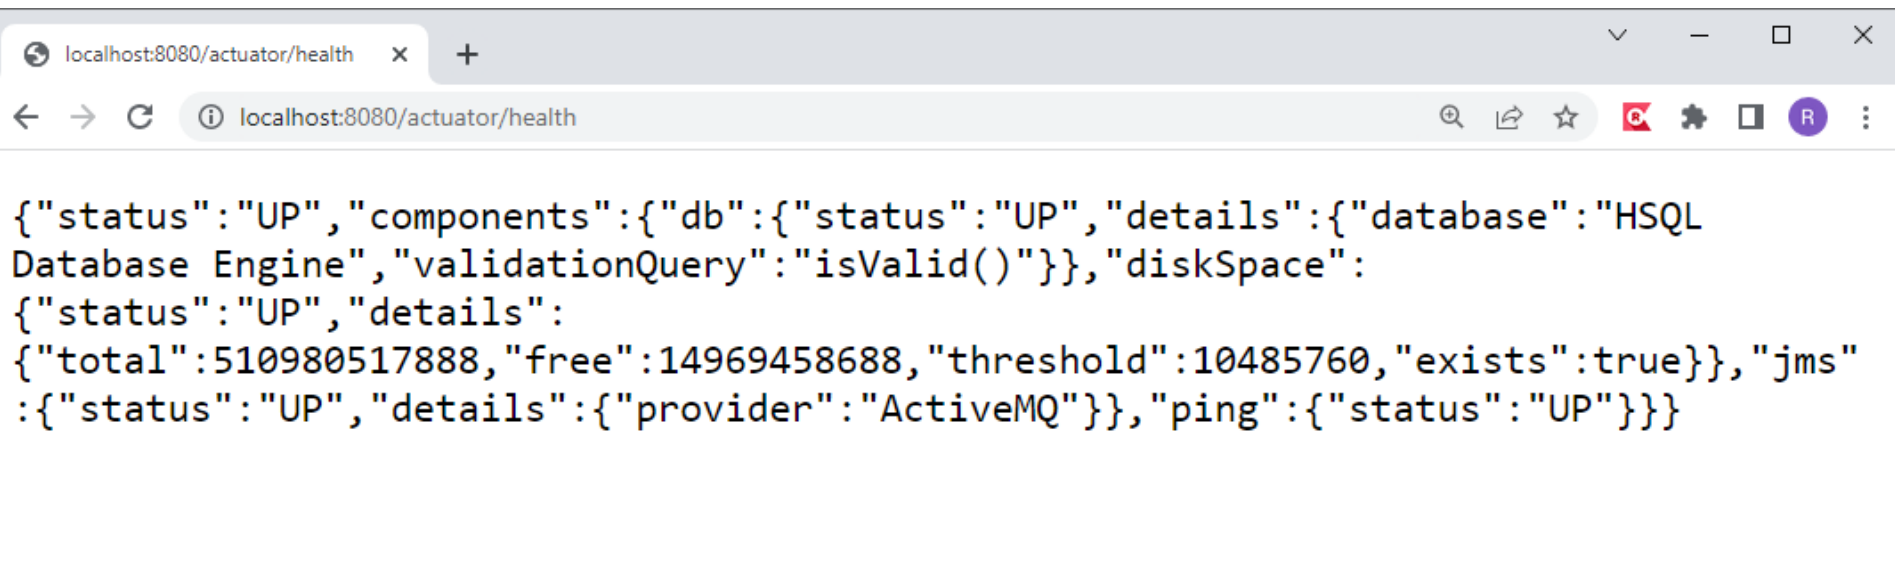 localhost:8080/actuator/health
localhost:8080/actuator/health
R
R
{"status":"UP","components":{"db":{"status":"UP","details":{"database":"HSQL
Database Engine","validationQuery":"isValid()"}},"diskSpace":
{"status":"UP","details":
{"total":510980517888,"free":14969458688,"threshold":10485760,"exists":true}},"jms"
:{"status":"UP","details":{"provider":"ActiveMQ"}},"ping":{"status":"UP"}}}